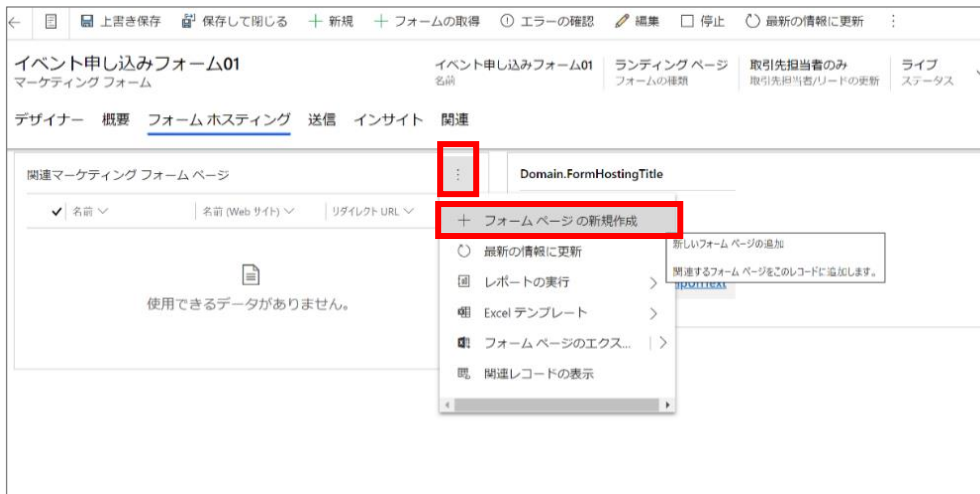 上書き保存 保存して閉じる 新規 フォームの取得 エラーの確認 編集 停止 最新の情報に更新
イベント申し込みフォーム01
マーケティング フォーム
イベント申し込みフォーム01 ランディング ページ 取引先担当者のみ ライブ
名前 フォームの種類 取引先担当者/リードの更新 ステータス
デザイナー 概要 フォーム ホスティング 送信 インサイト 関連
関連マーケティング フォーム ページ
Domain.FormHostingTitle
名前 名前 (Web サイト) リダイレクト URL
使用できるデータがありません。
フォーム ページ の新規作成
最新の情報に更新
レポートの実行
Excel テンプレート
フォーム ページのエクス...
関連レコードの表示
新しいフォーム ページの追加
関連するフォーム ページをこのレコードに追加します。